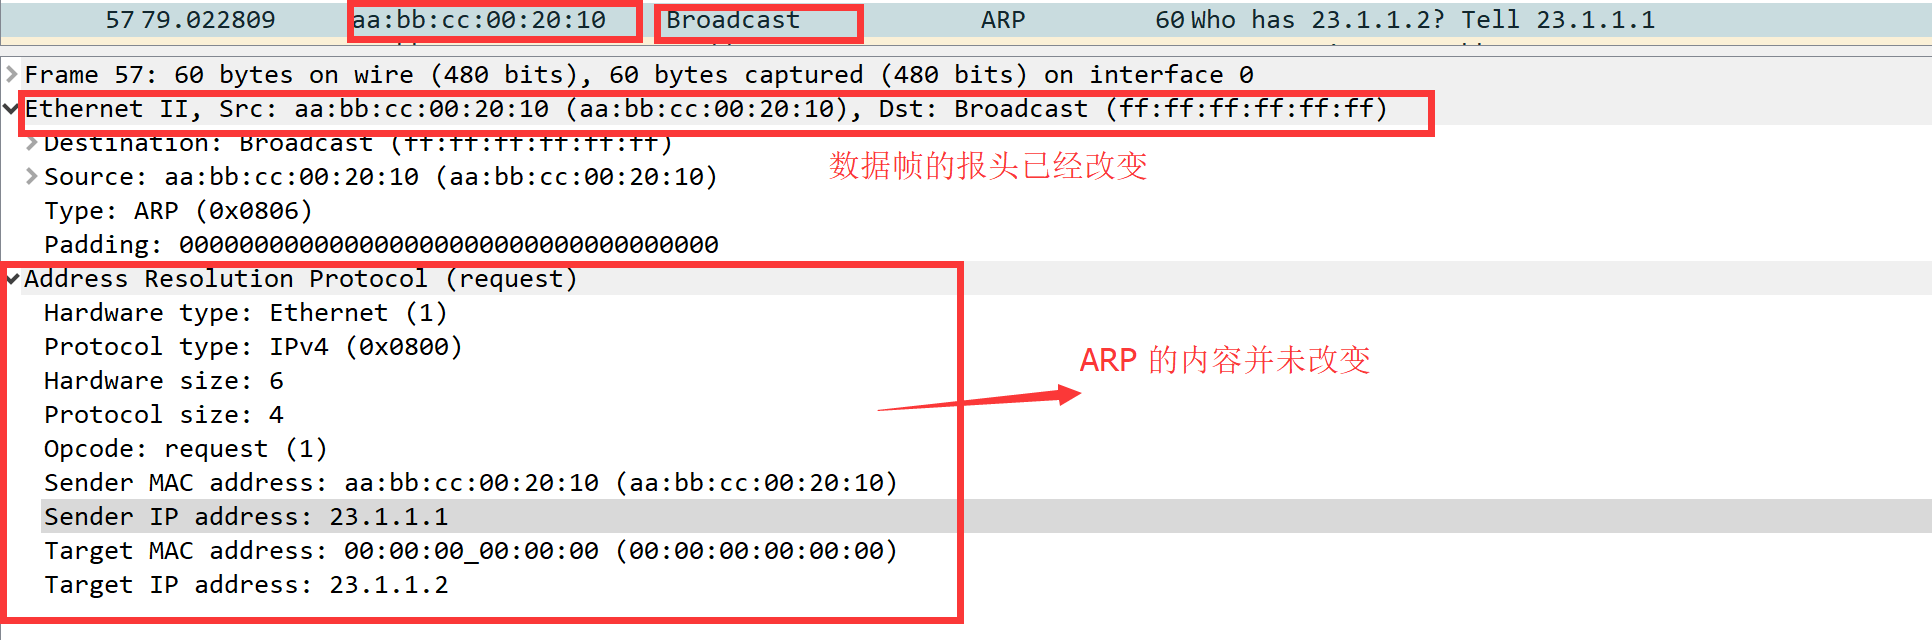 57 79.022809 aa:bb:cc:00:20:10 Broadcast ARP 60 Who has 23.1.1.2? Tell 23.1.1.1
Frame 57: 60 bytes on wire (480 bits), 60 bytes captured (480 bits) on interface 0
Ethernet II, Src: aa:bb:cc:00:20:10 (aa:bb:cc:00:20:10), Dst: Broadcast (ff:ff:ff:ff:ff:ff)
Destination: Broadcast (ff:ff:ff:ff:ff:ff)
数据帧的报头已经改变
Source: aa:bb:cc:00:20:10 (aa:bb:cc:00:20:10)
Type: ARP (0x0806)
Padding: 000000000000000000000000000000000000
Address Resolution Protocol (request)
Hardware type: Ethernet (1)
Protocol type: IPv4 (0x0800)
ARP 的内容并未改变
Hardware size: 6
Protocol size: 4
Opcode: request (1)
Sender MAC address: aa:bb:cc:00:20:10 (aa:bb:cc:00:20:10)
Sender IP address: 23.1.1.1
Target MAC address: 00:00:00_00:00:00 (00:00:00:00:00:00)
Target IP address: 23.1.1.2